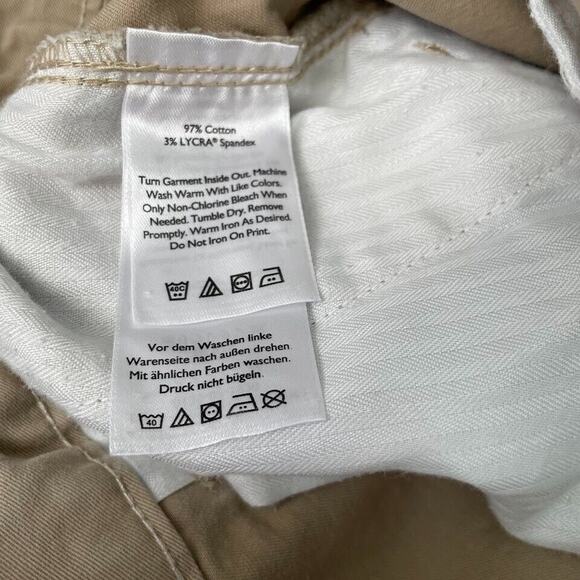 97% Cotton
3% LYCRA® Spandex
Turn Garment Inside Out. Machine
Wash Warm With Like Colors.
Only Non-Chlorine Bleach When
Needed. Tumble Dry, Remove
Promptly. Warm Iron As Desired.
Do Not Iron On Print.
40C
Vor dem Waschen linke
Warenseite nach außen drehen.
Mit ähnlichen Farben waschen.
Druck nicht bügeln.
40